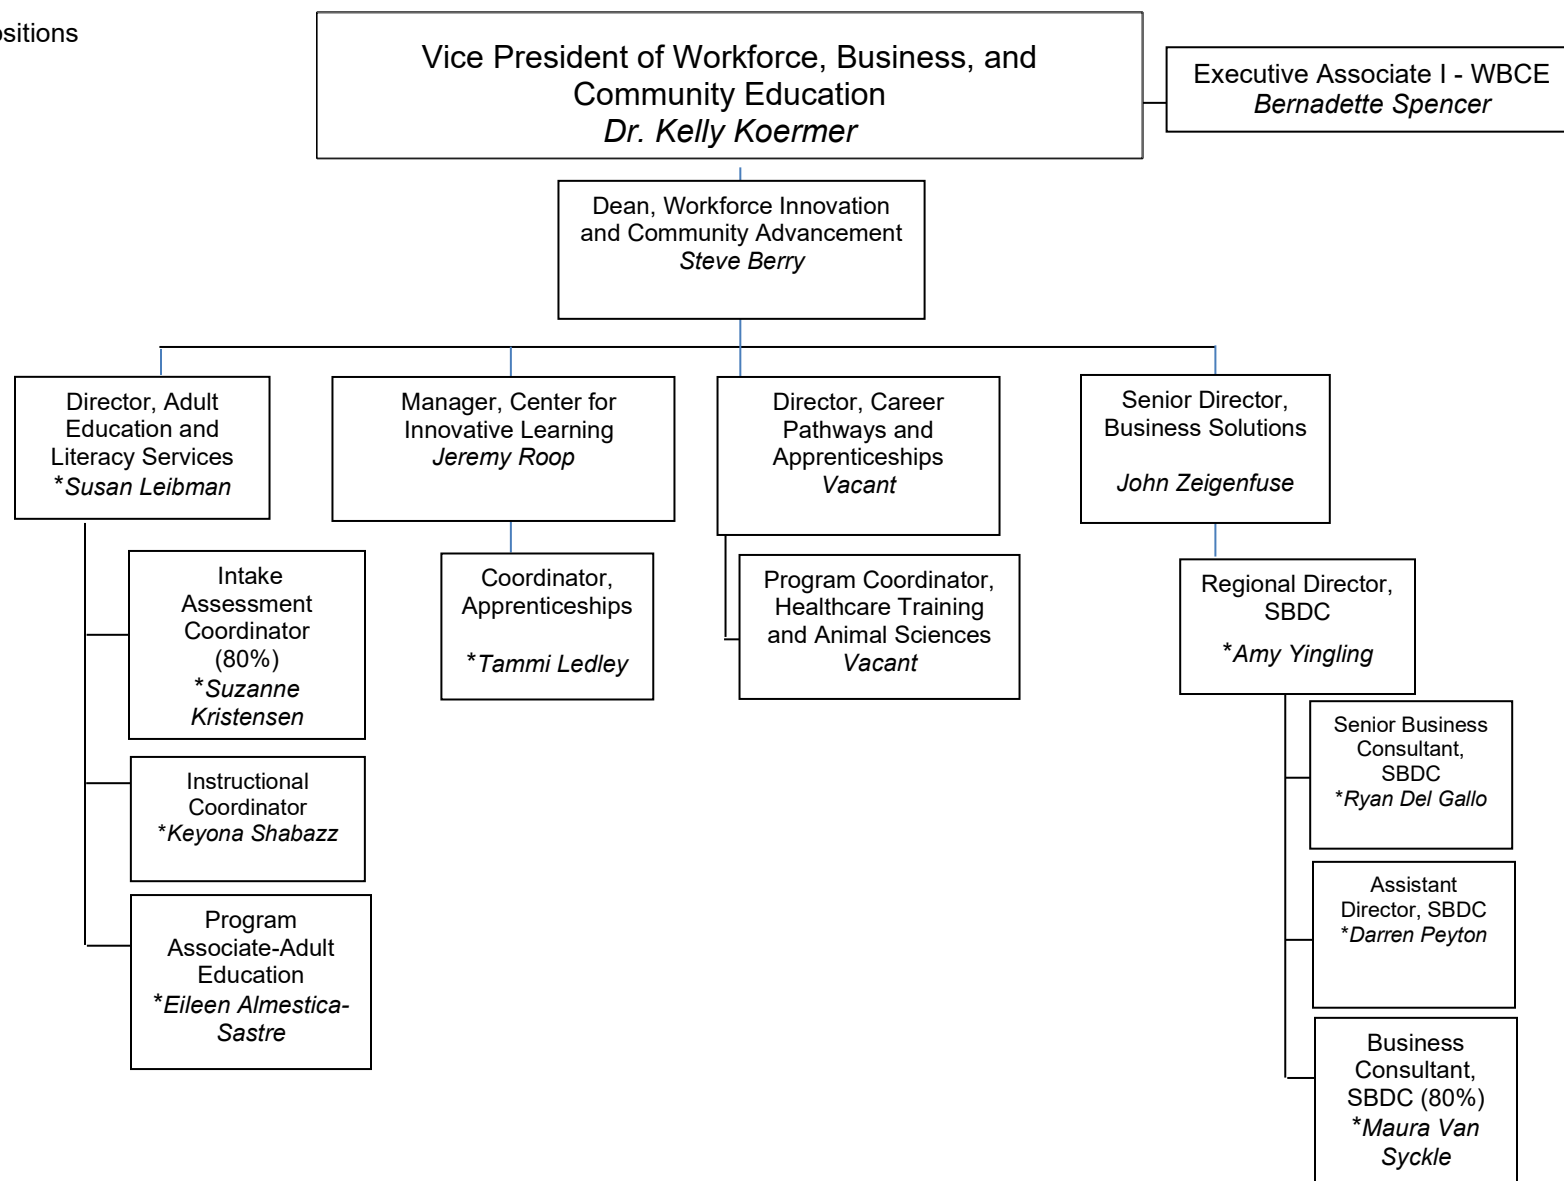 ositions
Vice President of Workforce, Business, and
Community Education
Dr. Kelly Koermer
Executive Associate I - WBCE
Bernadette Spencer
Dean, Workforce Innovation
and Community Advancement
Steve Berry
Director, Adult
Education and
Literacy Services
*Susan Leibman
Manager, Center for
Innovative Learning
Jeremy Roop
Director, Career
Pathways and
Apprenticeships
Vacant
Senior Director,
Business Solutions
John Zeigenfuse
Intake
Assessment
Coordinator
(80%)
*Suzanne
Kristensen
Coordinator,
Apprenticeships
*Tammi Ledley
Program Coordinator,
Healthcare Training
and Animal Sciences
Vacant
Regional Director,
SBDC
*Amy Yingling
Instructional
Coordinator
*Keyona Shabazz
Senior Business
Consultant,
SBDC
*Ryan Del Gallo
Program
Associate-Adult
Education
*Eileen Almestica-
Sastre
Assistant
Director, SBDC
*Darren Peyton
Business
Consultant,
SBDC (80%)
*Maura Van
Syckle